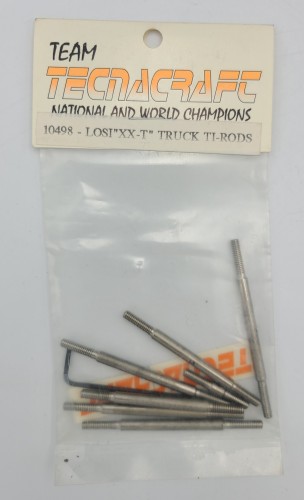 TEAM
TECNACRAFT
NATIONAL AND WORLD CHAMPIONS
10498 - LOSI"XX-T" TRUCK TI-RODS